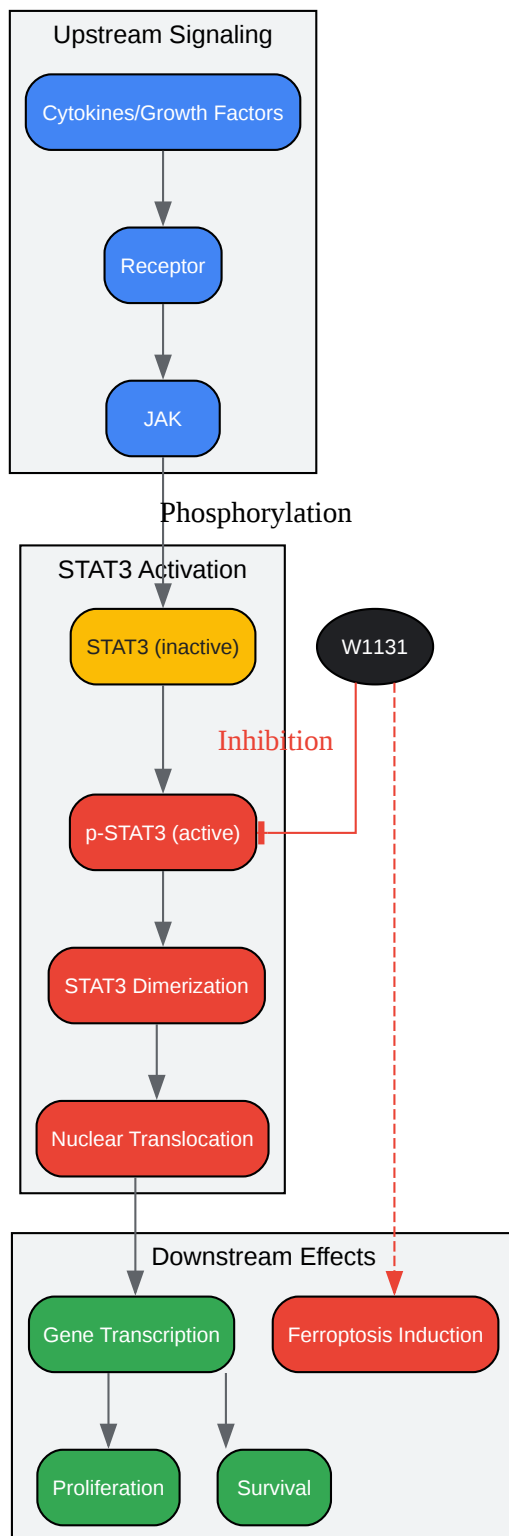 Upstream Signaling
Cytokines/Growth Factors
Receptor
JAK
Phosphorylation
STAT3 Activation
STAT3 (inactive)
W1131
Inhibition
p-STAT3 (active)
STAT3 Dimerization
Nuclear Translocation
Downstream Effects
Gene Transcription
Ferroptosis Induction
Proliferation
Survival